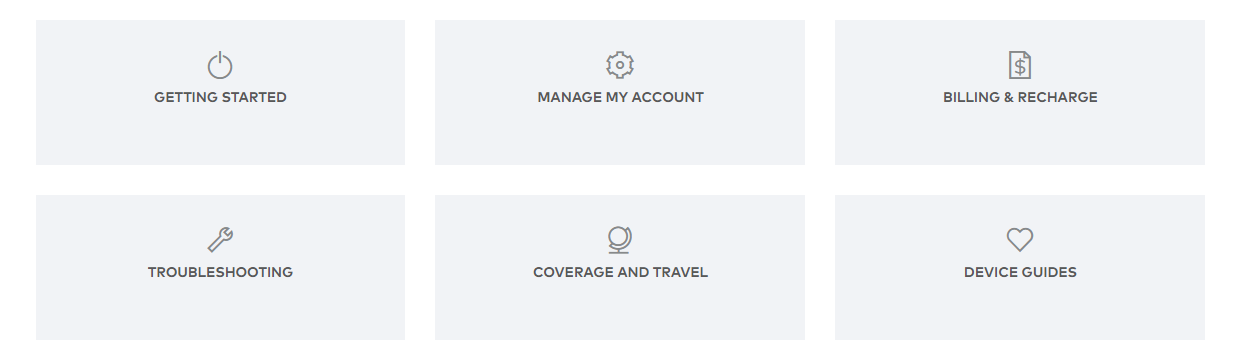 GETTING STARTED
MANAGE MY ACCOUNT
BILLING & RECHARGE
TROUBLESHOOTING
COVERAGE AND TRAVEL
DEVICE GUIDES